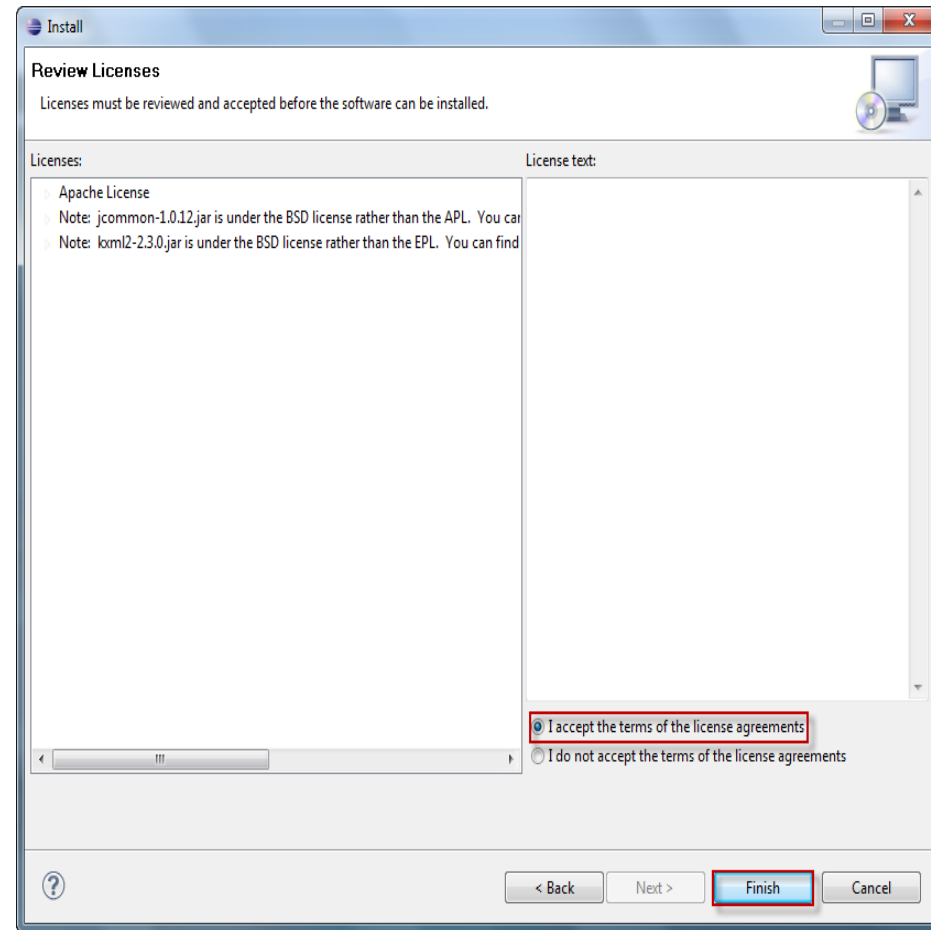 Install
Review Licenses
Licenses must be reviewed and accepted before the software can be installed.
Licenses:
License text:
Apache License
Note: jcommon-1.0.12.jar is under the BSD license rather than the APL. You can
Note: kxml2-2.3.0.jar is under the BSD license rather than the EPL. You can find
I accept the terms of the license agreements
I do not accept the terms of the license agreements
< Back
Next >
Finish
Cancel